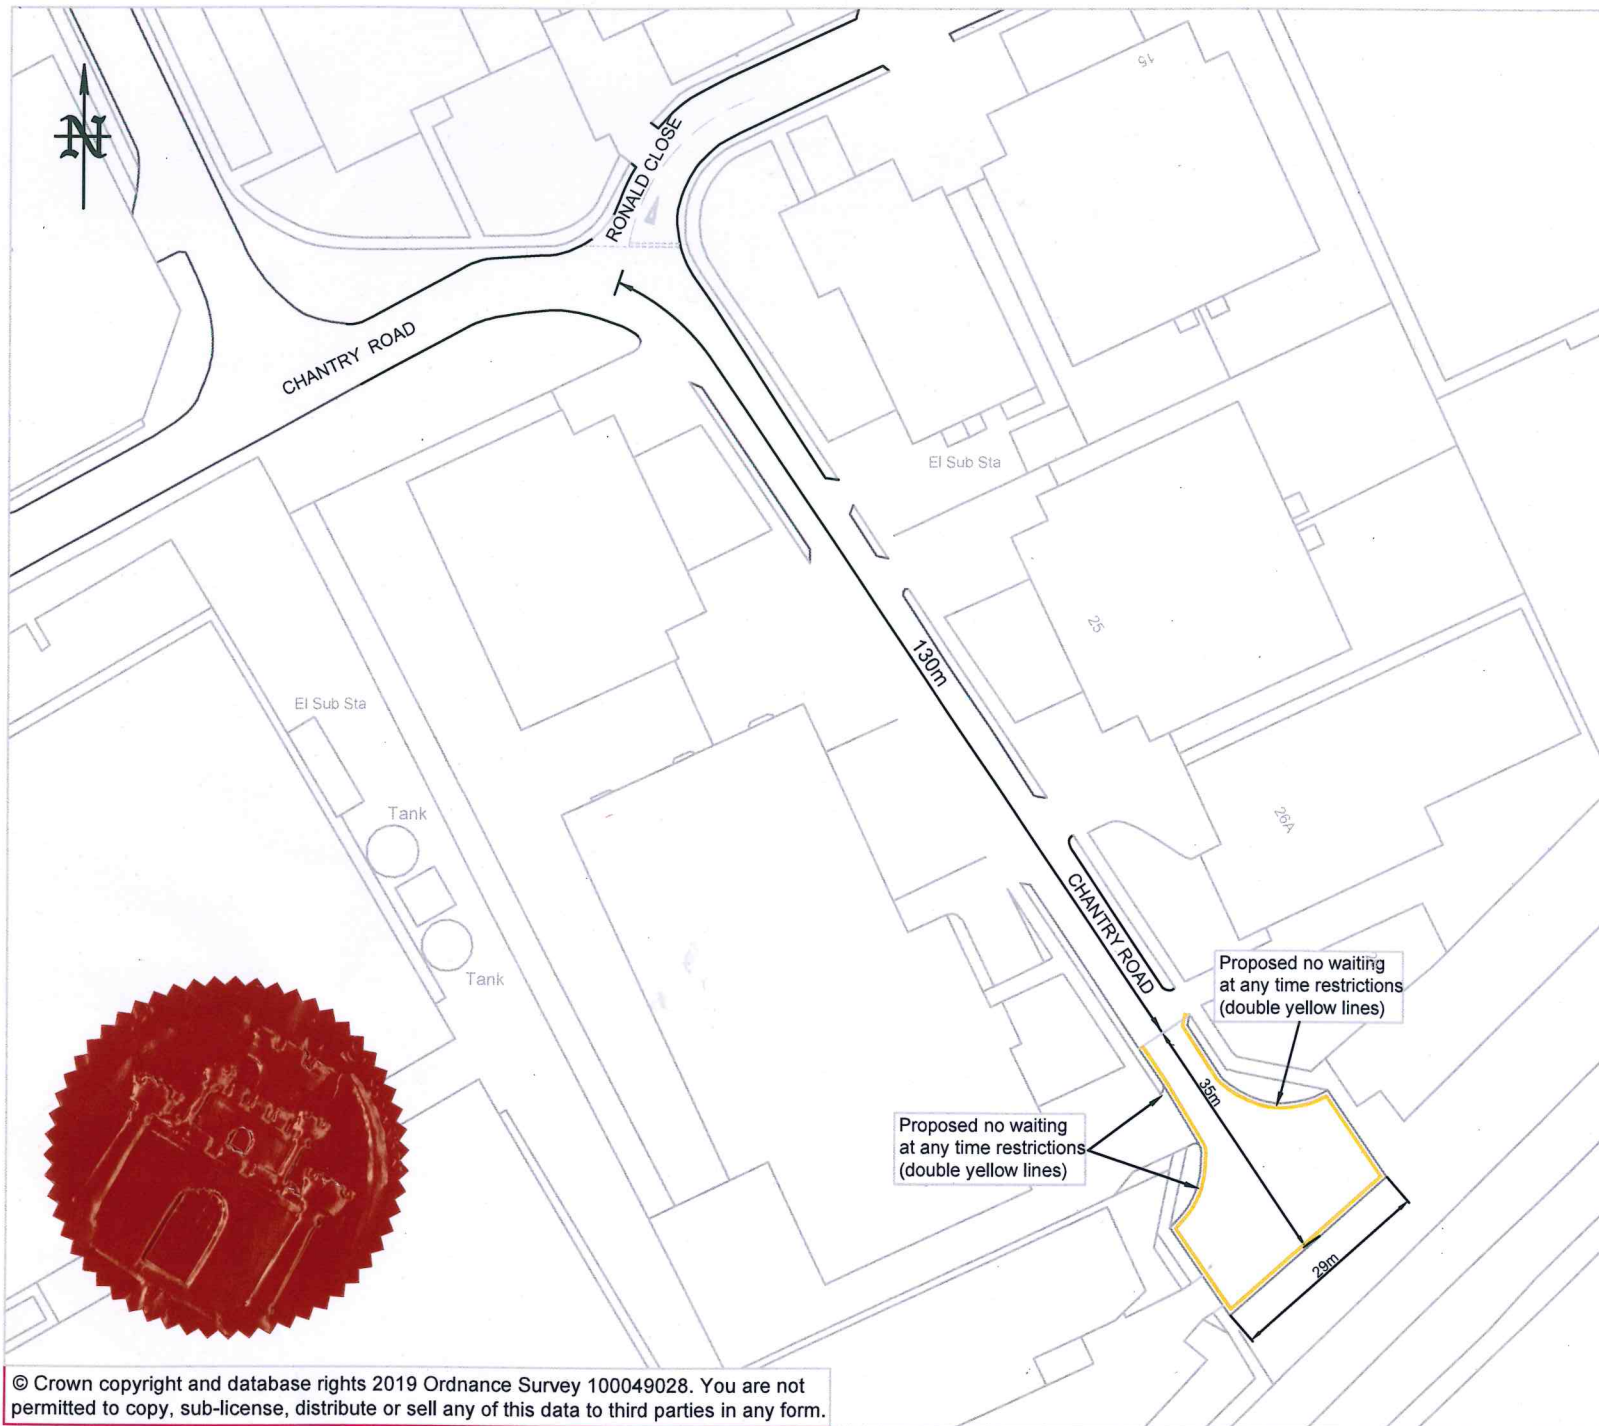 15
N
RONALD CLOSE
CHANTRY ROAD
El Sub Sta
25
130m
El Sub Sta
Tank
26A
CHANTRY ROAD
Tank
Proposed no waiting
at any time restrictions
(double yellow lines)
35m
Proposed no waiting
at any time restrictions
(double yellow lines)
29m
© Crown copyright and database rights 2019 Ordnance Survey 100049028. You are not
permitted to copy, sub-license, distribute or sell any of this data to third parties in any form.